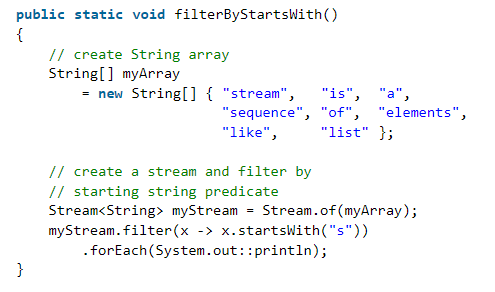 public static void filterByStartsWith()
{
    // create String array
    String[] myArray
        = new String[] { "stream",   "is",  "a",
                         "sequence", "of",  "elements",
                         "like",     "list" };

    // create a stream and filter by
    // starting string predicate
    Stream<String> myStream = Stream.of(myArray);
    myStream.filter(x -> x.startsWith("s"))
        .forEach(System.out::println);
}